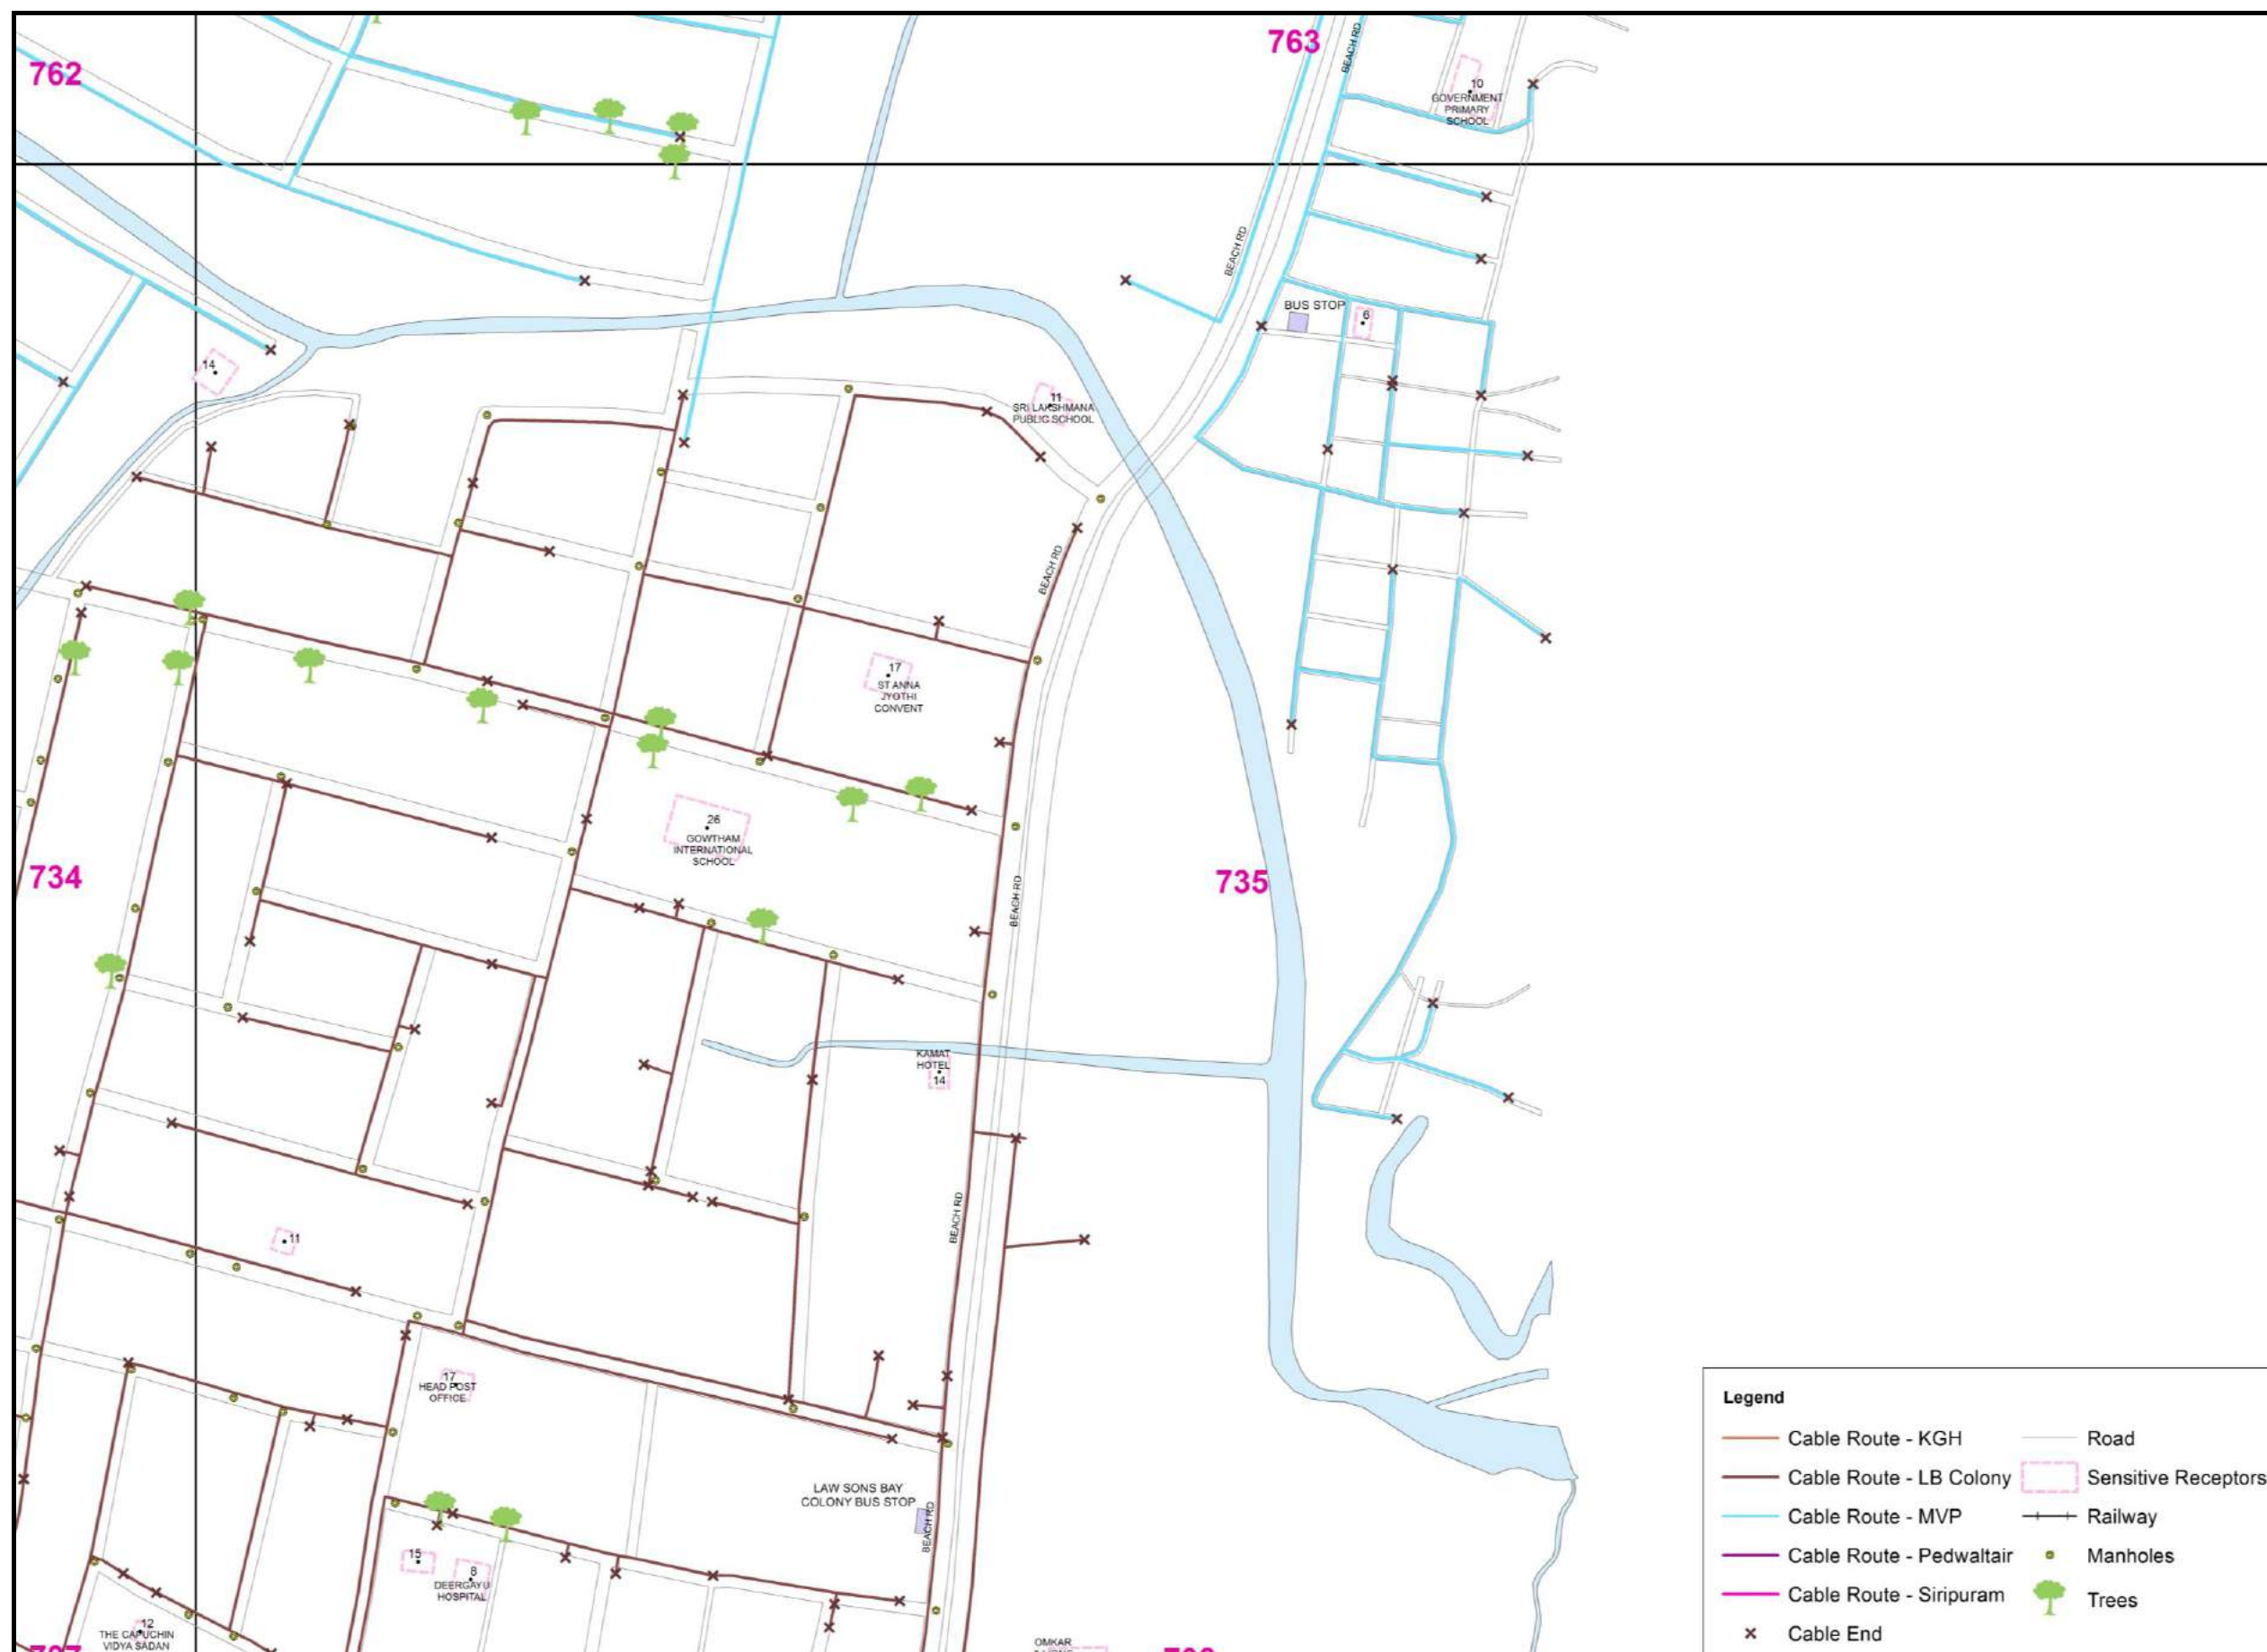 763
BEACH RD
762
10
GOVERNMENT
PRIMARY
SCHOOL
BEACH RD
BUS STOP
6
14
11
SRI LAKSHMANA
PUBLIC SCHOOL
BEACH RD
17
ST ANNA
JYOTHI
CONVENT
26
GOWTHAM
INTERNATIONAL
SCHOOL
734
735
BEACH RD
KAMAT
HOTEL
14
BEACH RD
11
17
HEAD POST
OFFICE
LAW SONS BAY
COLONY BUS STOP
BEACH RD
15
8
DEERGAYU
HOSPITAL
12
THE CAPUCHIN
VIDYA SADAN
OMKAR
Legend
Cable Route - KGH
Cable Route - LB Colony
Cable Route - MVP
Cable Route - Pedwaltair
Cable Route - Siripuram
Cable End
Road
Sensitive Receptors
Railway
Manholes
Trees